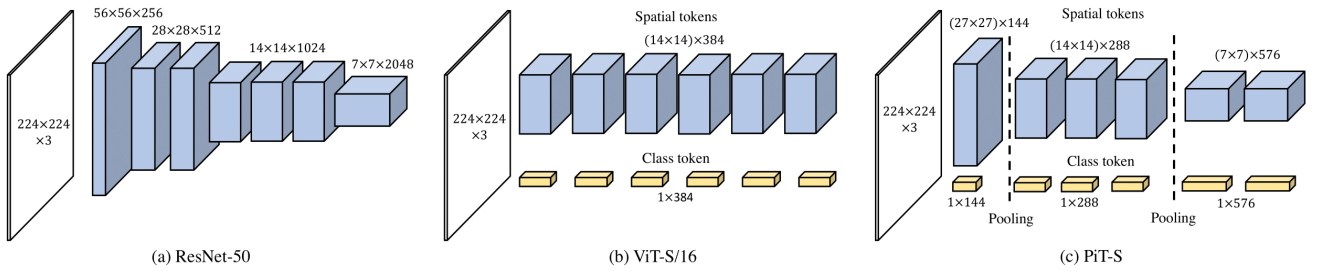 56×56×256
28×28×512
14×14×1024
7×7×2048
224×224
×3
(a) ResNet-50
Spatial tokens
(14×14)×384
224×224
×3
Class token
1×384
(b) ViT-S/16
Spatial tokens
(27×27)×144
(14×14)×288
(7×7)×576
224×224
×3
Class token
1×144
1×288
1×576
Pooling
Pooling
(c) PiT-S